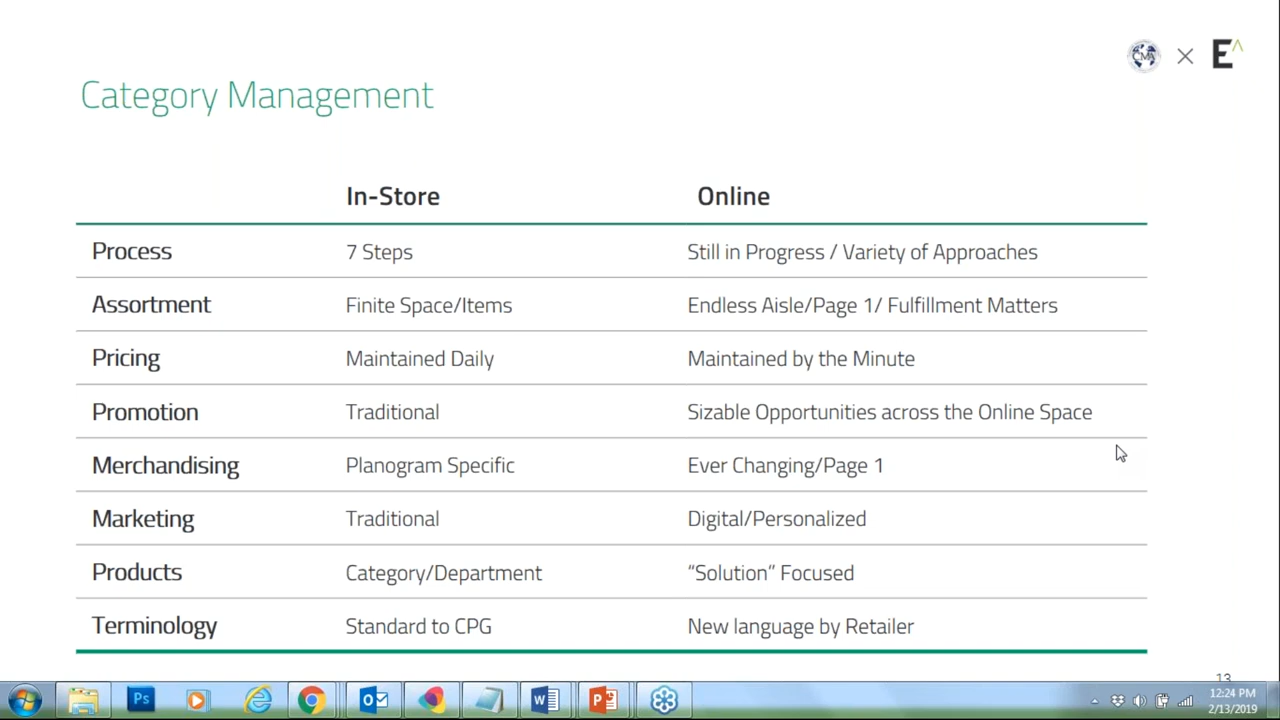 CMA × E^
Category Management
In-Store Online
Process 7 Steps Still in Progress / Variety of Approaches
Assortment Finite Space/Items Endless Aisle/Page 1/ Fulfillment Matters
Pricing Maintained Daily Maintained by the Minute
Promotion Traditional Sizable Opportunities across the Online Space
Merchandising Planogram Specific Ever Changing/Page 1
Marketing Traditional Digital/Personalized
Products Category/Department “Solution” Focused
Terminology Standard to CPG New language by Retailer
13
Ps
12:24 PM
2/13/2019